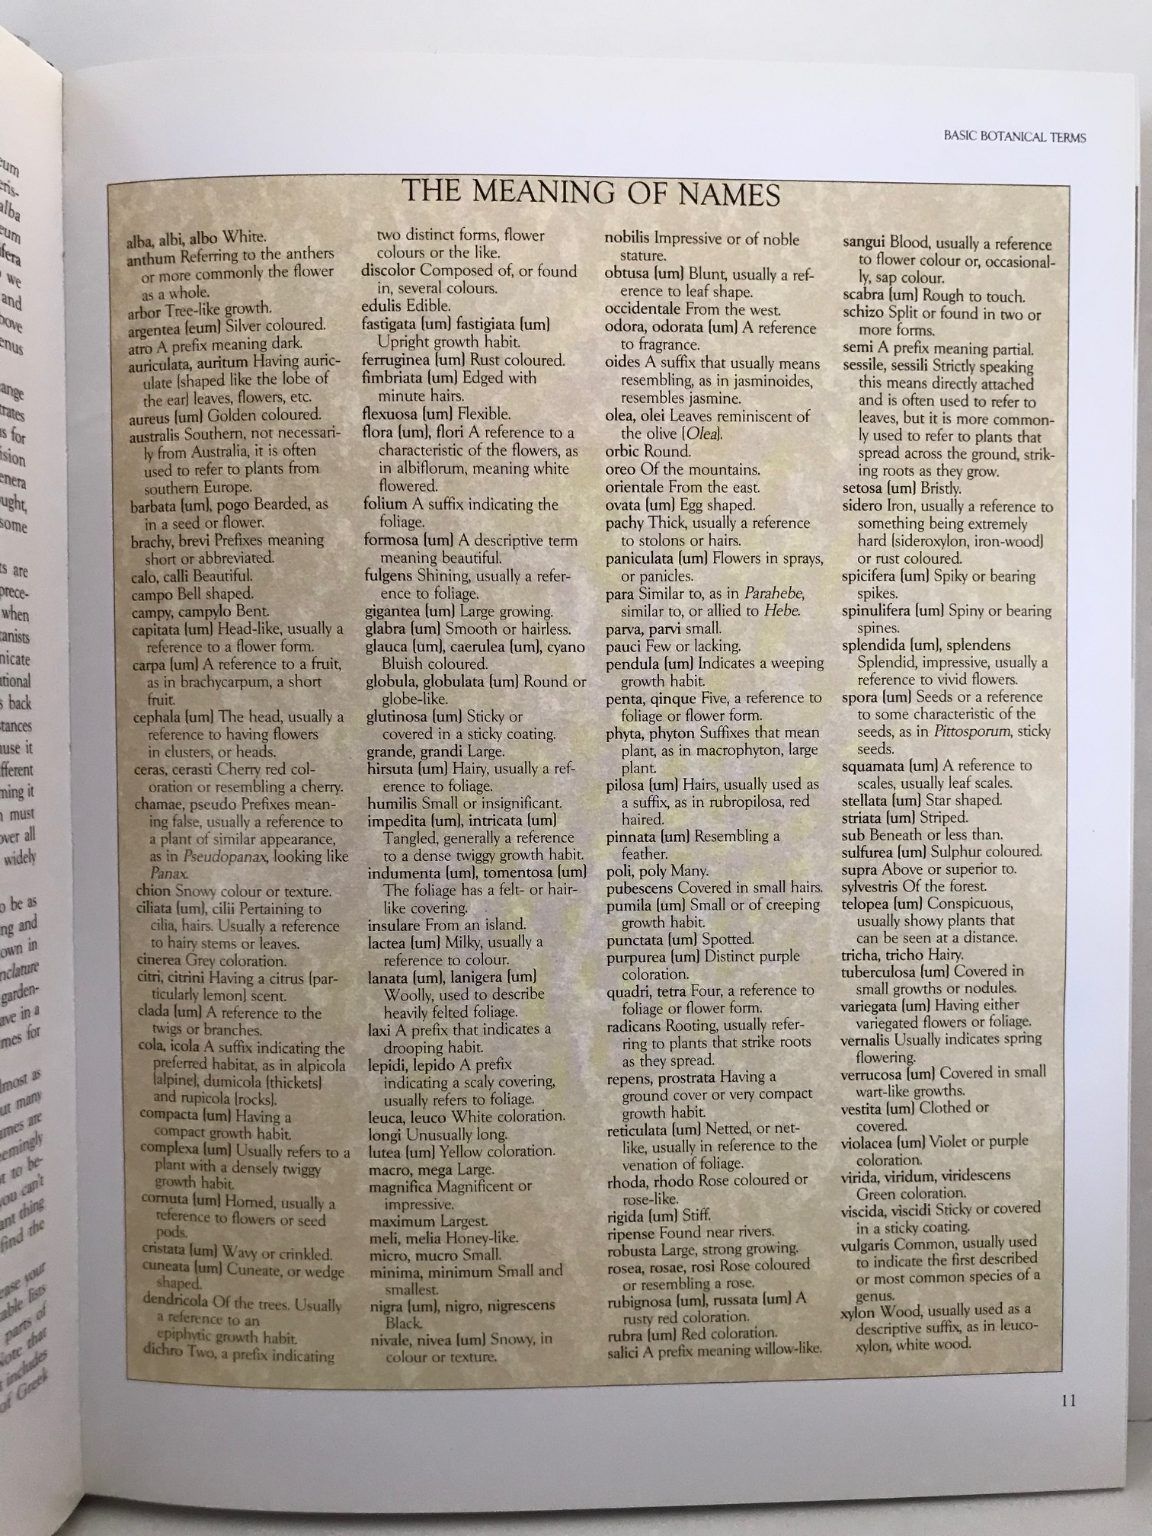 BASIC BOTANICAL TERMS
THE MEANING OF NAMES
alba, albi, albo White.
anthum Referring to the anthers
or more commonly the flower
as a whole.
arbor Tree-like growth.
argentea (eum) Silver coloured.
atro A prefix meaning dark.
auriculata, auritum Having auric-
ulate (shaped like the lobe of
the ear) leaves, flowers, etc.
aureus (um) Golden coloured.
australis Southern, not necessari-
ly from Australia, it is often
used to refer to plants from
southern Europe.
barbata (um), pogo Bearded, as
in a seed or flower.
brachy, brevi Prefixes meaning
short or abbreviated.
calo, calli Beautiful.
campo Bell shaped.
campy, campylo Bent.
capitata (um) Head-like, usually a
reference to a flower form.
carpa (um) A reference to a fruit,
as in brachycarpum, a short
fruit.
cephala (um) The head, usually a
reference to having flowers
in clusters, or heads.
ceras, cerasti Cherry red col-
oration or resembling a cherry.
chamae, pseudo Prefixes mean-
ing false, usually a reference to
a plant of similar appearance,
as in Pseudopanax, looking like
Panax.
chion Snowy colour or texture.
ciliata (um), cilii Pertaining to
cilia, hairs. Usually a reference
to hairy stems or leaves.
cinerea Grey coloration.
citri, citrini Having a citrus (par-
ticularly lemon) scent.
clada (um) A reference to the
twigs or branches.
cola, icola A suffix indicating the
preferred habitat, as in alpicola
(alpine), dumicola (thickets)
and rupicola (rocks).
compacta (um) Having a
compact growth habit.
complexa (um) Usually refers to a
plant with a densely twiggy
growth habit.
cornuta (um) Horned, usually a
reference to flowers or seed
pods.
cristata (um) Wavy or crinkled.
cuneata (um) Cuneate, or wedge
shaped.
dendricola Of the trees. Usually
a reference to an
epiphytic growth habit.
dichro Two, a prefix indicating
two distinct forms, flower
colours or the like.
discolor Composed of, or found
in, several colours.
edulis Edible.
fastigata (um) fastigiata (um)
Upright growth habit.
ferruginea (um) Rust coloured.
fimbriata (um) Edged with
minute hairs.
flexuosa (um) Flexible.
flora (um), flori A reference to a
characteristic of the flowers, as
in albiflorum, meaning white
flowered.
folium A suffix indicating the
foliage.
formosa (um) A descriptive term
meaning beautiful.
fulgens Shining, usually a refer-
ence to foliage.
gigantea (um) Large growing.
glabra (um) Smooth or hairless.
glauca (um), caerulea (um), cyano
Bluish coloured.
globula, globulata (um) Round or
globe-like.
glutinosa (um) Sticky or
covered in a sticky coating.
grande, grandi Large.
hirsuta (um) Hairy, usually a ref-
erence to foliage.
humilis Small or insignificant.
impedita (um), intricata (um)
Tangled, generally a reference
to a dense twiggy growth habit.
indumenta (um), tomentosa (um)
The foliage has a felt- or hair-
like covering.
insulare From an island.
lactea (um) Milky, usually a
reference to colour.
lanata (um), lanigera (um)
Woolly, used to describe
heavily felted foliage.
laxi A prefix that indicates a
drooping habit.
lepidi, lepido A prefix
indicating a scaly covering,
usually refers to foliage.
leuca, leuco White coloration.
longi Unusually long.
lutea (um) Yellow coloration.
macro, mega Large.
magnifica Magnificent or
impressive.
maximum Largest.
meli, melia Honey-like.
micro, mucro Small.
minima, minimum Small and
smallest.
nigra (um), nigro, nigrescens
Black.
nivale, nivea (um) Snowy, in
colour or texture.
nobilis Impressive or of noble
stature.
obtusa (um) Blunt, usually a ref-
erence to leaf shape.
occidentale From the west.
odora, odorata (um) A reference
to fragrance.
oides A suffix that usually means
resembling, as in jasminoides,
resembles jasmine.
olea, olei Leaves reminiscent of
the olive (Olea).
orbic Round.
oreo Of the mountains.
orientale From the east.
ovata (um) Egg shaped.
pachy Thick, usually a reference
to stolons or hairs.
paniculata (um) Flowers in sprays,
or panicles.
para Similar to, as in Parahebe,
similar to, or allied to Hebe.
parva, parvi small.
pauci Few or lacking.
pendula (um) Indicates a weeping
growth habit.
penta, qinque Five, a reference to
foliage or flower form.
phyta, phyton Suffixes that mean
plant, as in macrophyton, large
plant.
pilosa (um) Hairs, usually used as
a suffix, as in rubropilosa, red
haired.
pinnata (um) Resembling a
feather.
poli, poly Many.
pubescens Covered in small hairs.
pumila (um) Small or of creeping
growth habit.
punctata (um) Spotted.
purpurea (um) Distinct purple
coloration.
quadri, tetra Four, a reference to
foliage or flower form.
radicans Rooting, usually refer-
ring to plants that strike roots
as they spread.
repens, prostrata Having a
ground cover or very compact
growth habit.
reticulata (um) Netted, or net-
like, usually in reference to the
venation of foliage.
rhoda, rhodo Rose coloured or
rose-like.
rigida (um) Stiff.
ripense Found near rivers.
robusta Large, strong growing.
rosea, rosae, rosi Rose coloured
or resembling a rose.
rubignosa (um), russata (um) A
rusty red coloration.
rubra (um) Red coloration.
salici A prefix meaning willow-like.
sangui Blood, usually a reference
to flower colour or, occasional-
ly, sap colour.
scabra (um) Rough to touch.
schizo Split or found in two or
more forms.
semi A prefix meaning partial.
sessile, sessili Strictly speaking
this means directly attached
and is often used to refer to
leaves, but it is more common-
ly used to refer to plants that
spread across the ground, strik-
ing roots as they grow.
setosa (um) Bristly.
sidero Iron, usually a reference to
something being extremely
hard (sideroxylon, iron-wood)
or rust coloured.
spicifera (um) Spiky or bearing
spikes.
spinulifera (um) Spiny or bearing
spines.
splendida (um), splendens
Splendid, impressive, usually a
reference to vivid flowers.
spora (um) Seeds or a reference
to some characteristic of the
seeds, as in Pittosporum, sticky
seeds.
squamata (um) A reference to
scales, usually leaf scales.
stellata (um) Star shaped.
striata (um) Striped.
sub Beneath or less than.
sulfurea (um) Sulphur coloured.
supra Above or superior to.
sylvestris Of the forest.
telopea (um) Conspicuous,
usually showy plants that
can be seen at a distance.
tricha, tricho Hairy.
tuberculosa (um) Covered in
small growths or nodules.
variegata (um) Having either
variegated flowers or foliage.
vernalis Usually indicates spring
flowering.
verrucosa (um) Covered in small
wart-like growths.
vestita (um) Clothed or
covered.
violacea (um) Violet or purple
coloration.
virida, viridum, viridescens
Green coloration.
viscida, viscidi Sticky or covered
in a sticky coating.
vulgaris Common, usually used
to indicate the first described
or most common species of a
genus.
xylon Wood, usually used as a
descriptive suffix, as in leuco-
xylon, white wood.
11